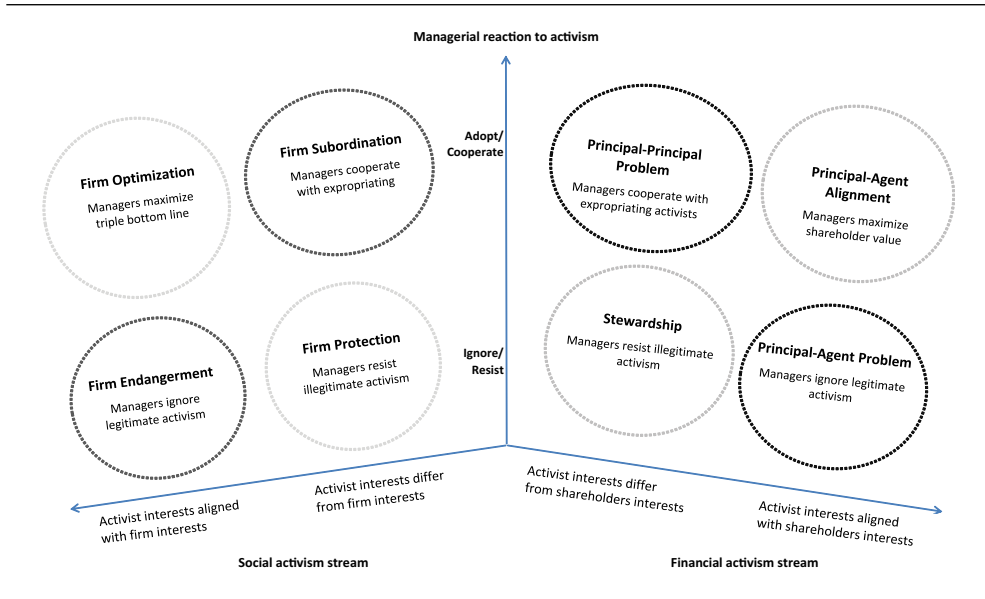 Managerial reaction to activism
Adopt/
Cooperate
Ignore/
Resist
Firm Optimization
Managers maximize
triple bottom line
Firm Subordination
Managers cooperate
with expropriating
Firm Endangerment
Managers ignore
legitimate activism
Firm Protection
Managers resist
illegitimate activism
Principal-Principal
Problem
Managers cooperate with
expropriating activists
Principal-Agent
Alignment
Managers maximize
shareholder value
Stewardship
Managers resist illegitimate
activism
Principal-Agent Problem
Managers ignore legitimate
activism
Activist interests aligned
with firm interests
Activist interests differ
from firm interests
Activist interests differ
from shareholders interests
Activist interests aligned
with shareholders interests
Social activism stream
Financial activism stream